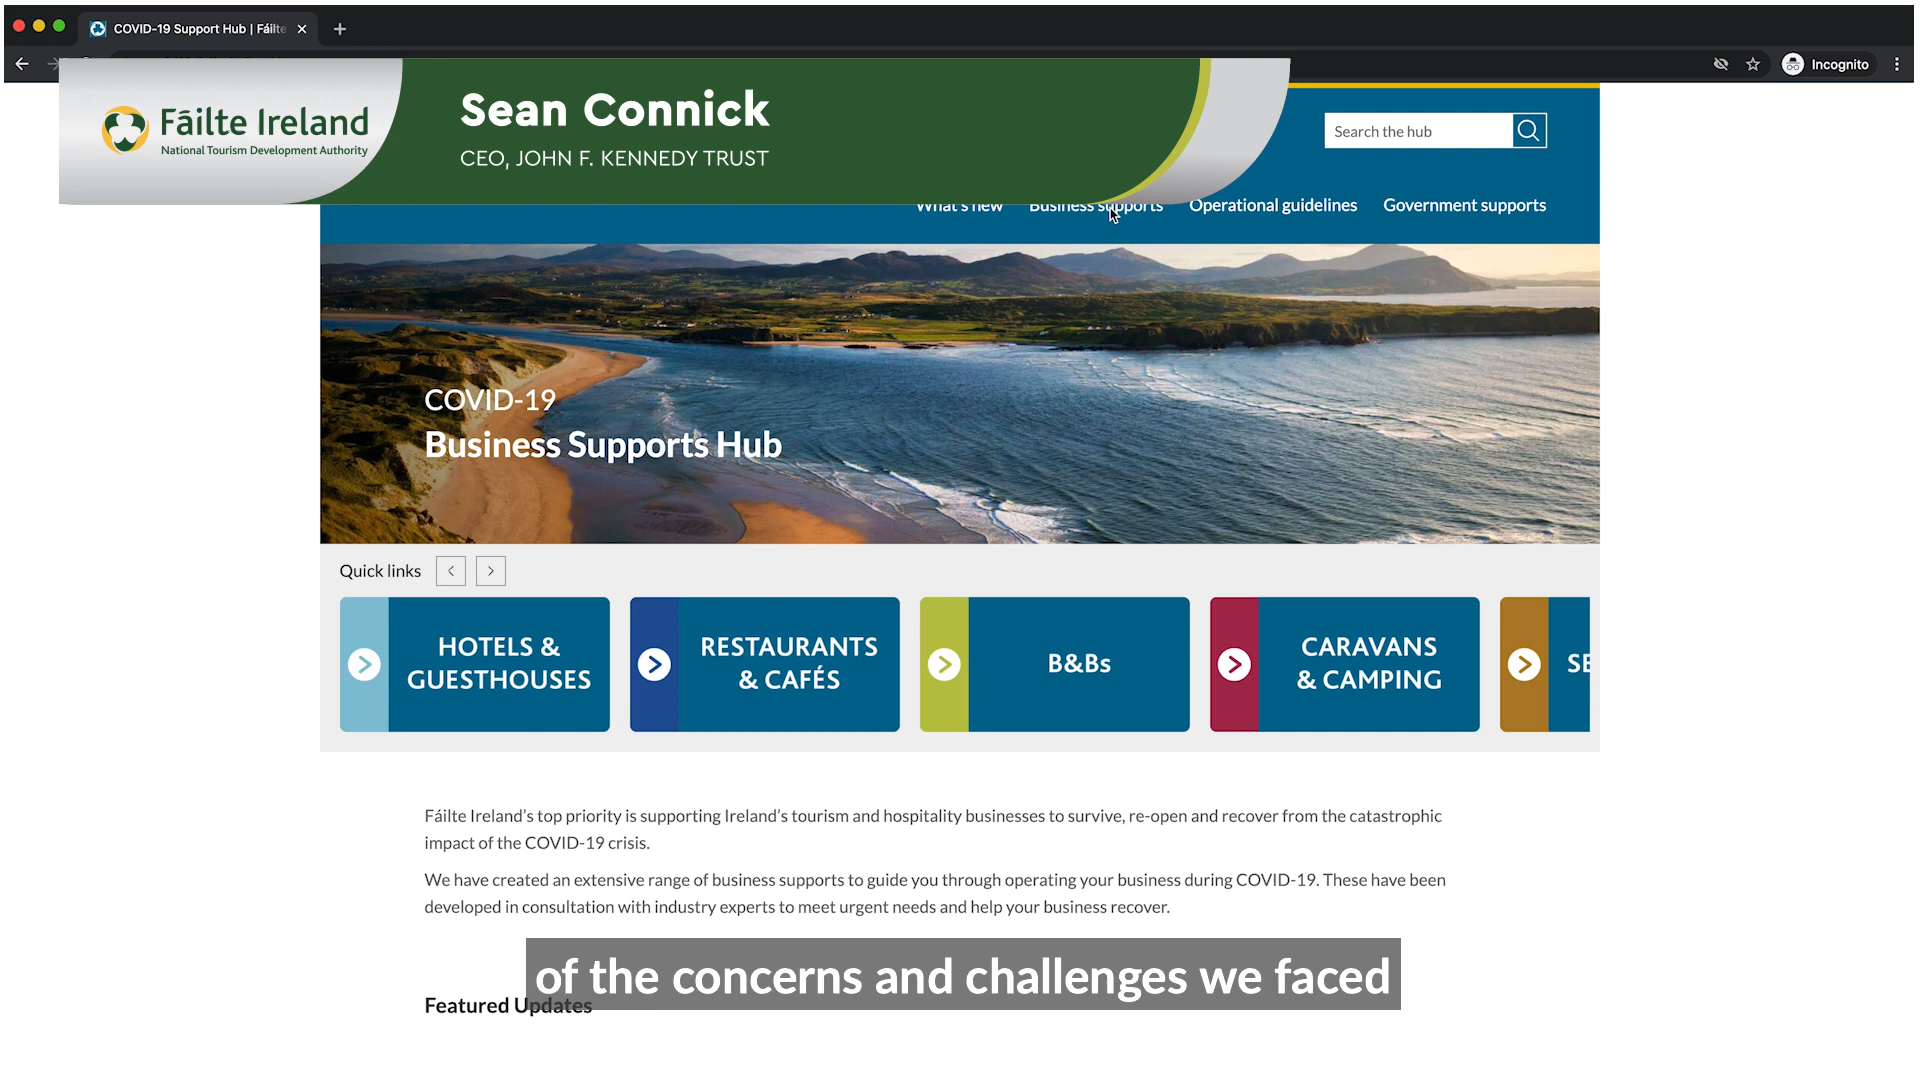 COVID-19 Support Hub | Fáilte
Incognito
Fáilte Ireland
National Tourism Development Authority
Sean Connick
CEO, JOHN F. KENNEDY TRUST
Search the hub
What's new
Business supports
Operational guidelines
Government supports
COVID-19
Business Supports Hub
Quick links
HOTELS &
GUESTHOUSES
RESTAURANTS
& CAFÉS
B&Bs
CARAVANS
& CAMPING
SE
Fáilte Ireland's top priority is supporting Ireland's tourism and hospitality businesses to survive, re-open and recover from the catastrophic
impact of the COVID-19 crisis.
We have created an extensive range of business supports to guide you through operating your business during COVID-19. These have been
developed in consultation with industry experts to meet urgent needs and help your business recover.
of the concerns and challenges we faced
Featured Updates